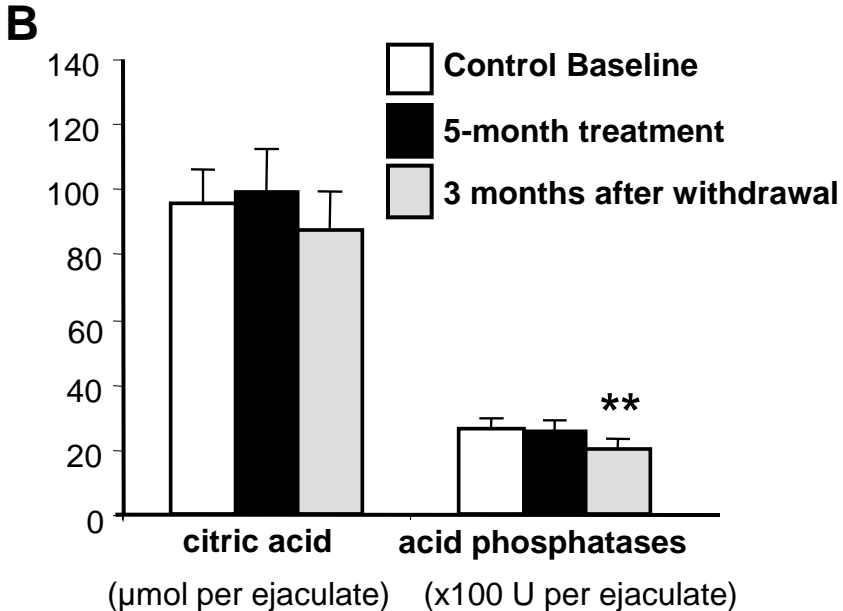 B
140
120
100
80
60
40
20
0
Control Baseline
5-month treatment
3 months after withdrawal
**
citric acid acid phosphatases
(µmol per ejaculate) (x100 U per ejaculate)